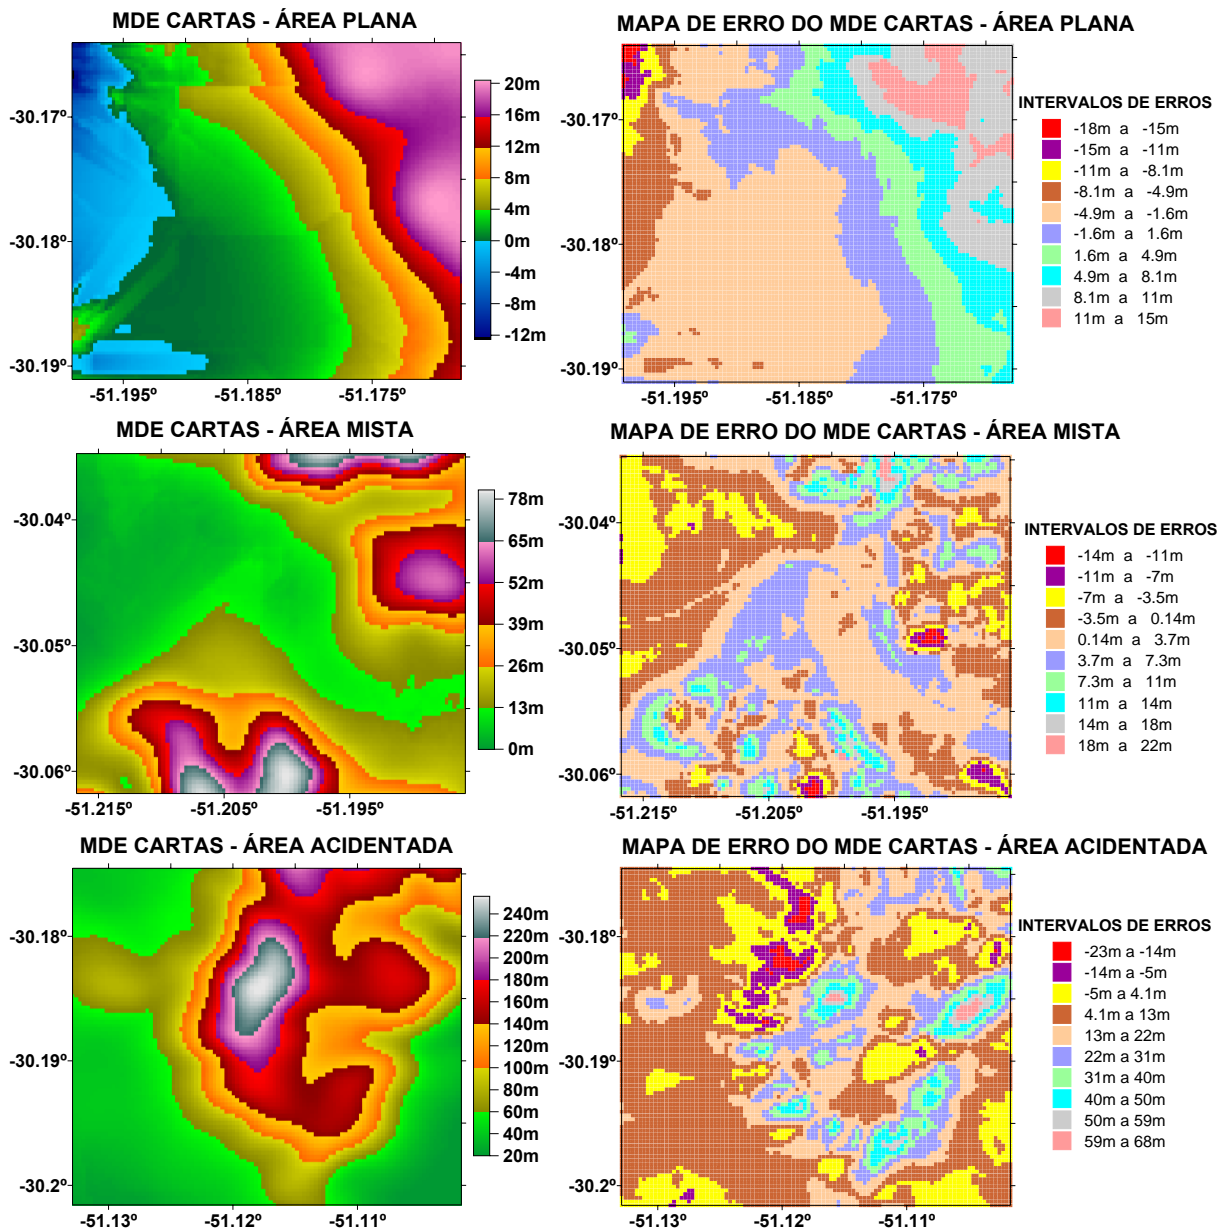 MDE CARTAS - ÁREA PLANA
-30.17º
-30.18º
-30.19º
-51.195º
-51.185º
-51.175º
20m
16m
12m
8m
4m
0m
-4m
-8m
-12m
MAPA DE ERRO DO MDE CARTAS - ÁREA PLANA
-30.17º
-30.18º
-30.19º
-51.195º
-51.185º
-51.175º
INTERVALOS DE ERROS
-18m a -15m
-15m a -11m
-11m a -8.1m
-8.1m a -4.9m
-4.9m a -1.6m
-1.6m a 1.6m
1.6m a 4.9m
4.9m a 8.1m
8.1m a 11m
11m a 15m
MDE CARTAS - ÁREA MISTA
-30.04º
-30.05º
-30.06º
-51.215º
-51.205º
-51.195º
78m
65m
52m
39m
26m
13m
0m
MAPA DE ERRO DO MDE CARTAS - ÁREA MISTA
-30.04º
-30.05º
-30.06º
-51.215º
-51.205º
-51.195º
INTERVALOS DE ERROS
-14m a -11m
-11m a -7m
-7m a -3.5m
-3.5m a 0.14m
0.14m a 3.7m
3.7m a 7.3m
7.3m a 11m
11m a 14m
14m a 18m
18m a 22m
MDE CARTAS - ÁREA ACIDENTADA
-30.18º
-30.19º
-30.2º
-51.13º
-51.12º
-51.11º
240m
220m
200m
180m
160m
140m
120m
100m
80m
60m
40m
20m
MAPA DE ERRO DO MDE CARTAS - ÁREA ACIDENTADA
-30.18º
-30.19º
-30.2º
-51.13º
-51.12º
-51.11º
INTERVALOS DE ERROS
-23m a -14m
-14m a -5m
-5m a 4.1m
4.1m a 13m
13m a 22m
22m a 31m
31m a 40m
40m a 50m
50m a 59m
59m a 68m